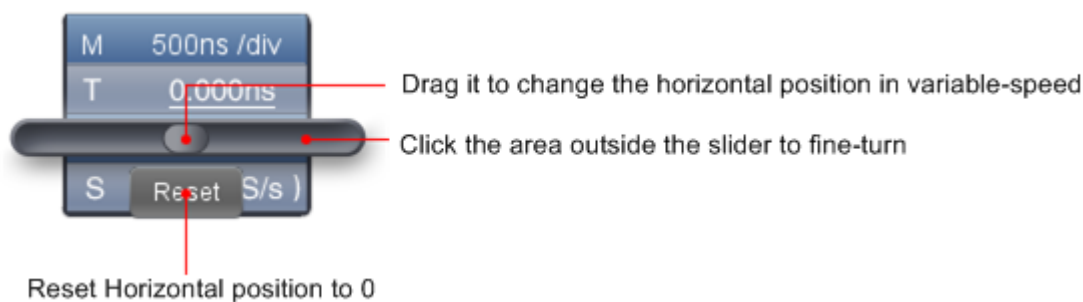 M 500ns /div
T 0.000ns
Drag it to change the horizontal position in variable-speed
Click the area outside the slider to fine-turn
S Reset S/s )
Reset Horizontal position to 0